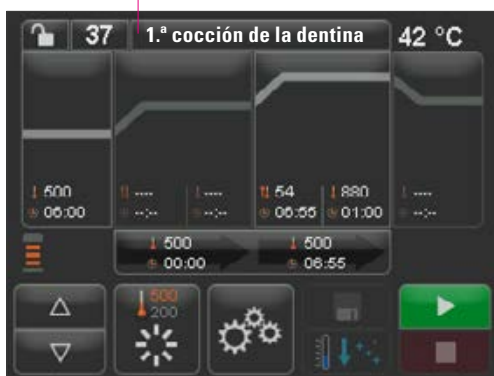 37 1.ª cocción de la dentina 42 °C
500 ---- ---- 54 880 ----
06:00 --:-- --:-- 06:55 01:00 --:--
500 500
00:00 06:55
500
200